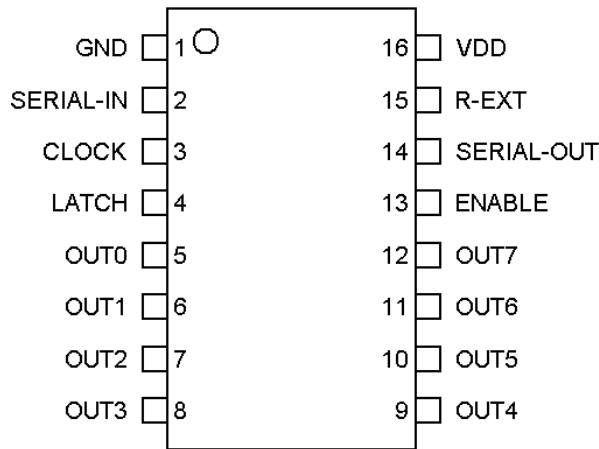 GND 1 16 VDD
SERIAL-IN 2 15 R-EXT
CLOCK 3 14 SERIAL-OUT
LATCH 4 13 ENABLE
OUT0 5 12 OUT7
OUT1 6 11 OUT6
OUT2 7 10 OUT5
OUT3 8 9 OUT4